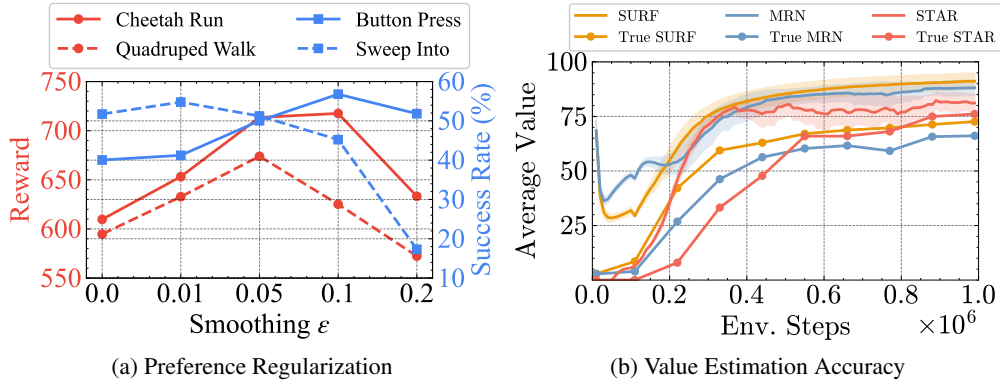 Cheetah Run
Button Press
Quadruped Walk
Sweep Into
750
700
650
600
550
Reward
60
50
40
30
20
10
Success Rate (%)
0.0 0.01 0.05 0.1 0.2
Smoothing ε
(a) Preference Regularization
SURF MRN STAR
True SURF True MRN True STAR
100
75
50
25
Average Value
0.0 0.2 0.4 0.6 0.8 1.0
Env. Steps ×10⁶
(b) Value Estimation Accuracy